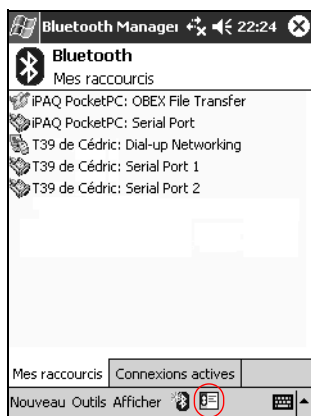 Bluetooth Manager 22:24
Bluetooth
Mes raccourcis
iPAQ PocketPC: OBEX File Transfer
iPAQ PocketPC: Serial Port
T39 de Cédric: Dial-up Networking
T39 de Cédric: Serial Port 1
T39 de Cédric: Serial Port 2
Mes raccourcis Connexions actives
Nouveau Outils Afficher